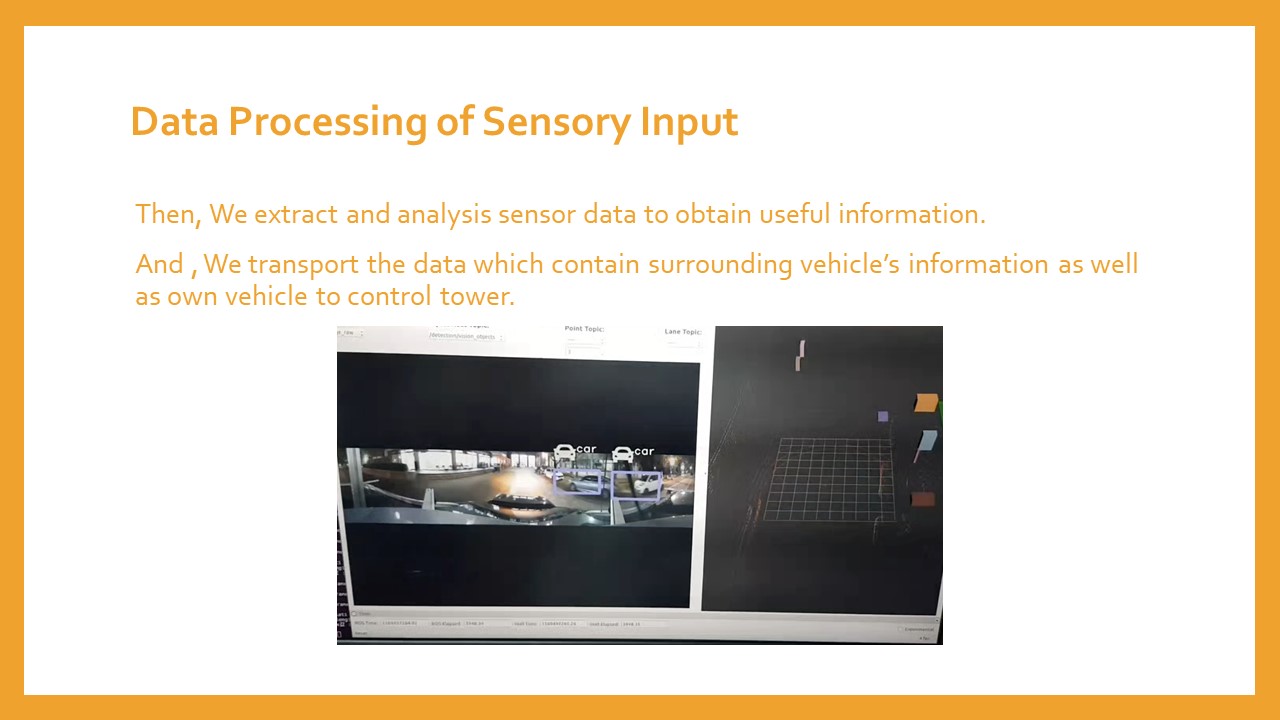 Data Processing of Sensory Input
Then, We extract and analysis sensor data to obtain useful information.
And , We transport the data which contain surrounding vehicle’s information as well
as own vehicle to control tower.
Point Topic:
Lane Topic:
/detection/vision_objects
car
car